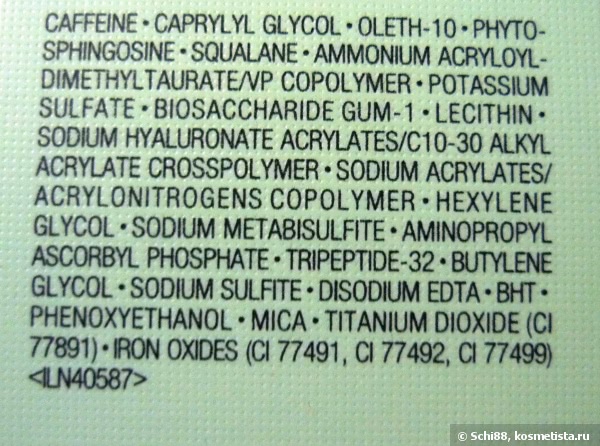 CAFFEINE • CAPRYLYL GLYCOL • OLETH-10 • PHYTO-
SPHINGOSINE • SQUALANE • AMMONIUM ACRYLOYL-
DIMETHYLTAURATE/VP COPOLYMER • POTASSIUM
SULFATE • BIOSACCHARIDE GUM-1 • LECITHIN •
SODIUM HYALURONATE ACRYLATES/C10-30 ALKYL
ACRYLATE CROSSPOLYMER • SODIUM ACRYLATES/
ACRYLONITROGENS COPOLYMER • HEXYLENE
GLYCOL • SODIUM METABISULFITE • AMINOPROPYL
ASCORBYL PHOSPHATE • TRIPEPTIDE-32 • BUTYLENE
GLYCOL • SODIUM SULFITE • DISODIUM EDTA • BHT •
PHENOXYETHANOL • MICA • TITANIUM DIOXIDE (CI
77891) • IRON OXIDES (CI 77491, CI 77492, CI 77499)
<ILN40587>
© Schi88, kosmetista.ru